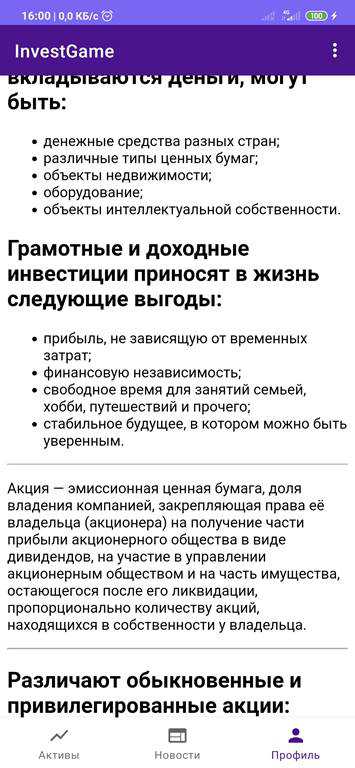 16:00 | 0,0 КБ/с
4G
100
InvestGame
вкладываются деньги, могут
быть:
• денежные средства разных стран;
• различные типы ценных бумаг;
• объекты недвижимости;
• оборудование;
• объекты интеллектуальной собственности.
Грамотные и доходные
инвестиции приносят в жизнь
следующие выгоды:
• прибыль, не зависящую от временных
затрат;
• финансовую независимость;
• свободное время для занятий семьей,
хобби, путешествий и прочего;
• стабильное будущее, в котором можно быть
уверенным.
Акция — эмиссионная ценная бумага, доля
владения компанией, закрепляющая права её
владельца (акционера) на получение части
прибыли акционерного общества в виде
дивидендов, на участие в управлении
акционерным обществом и на часть имущества,
остающегося после его ликвидации,
пропорционально количеству акций,
находящихся в собственности у владельца.
Различают обыкновенные и
привилегированные акции:
Активы
Новости
Профиль